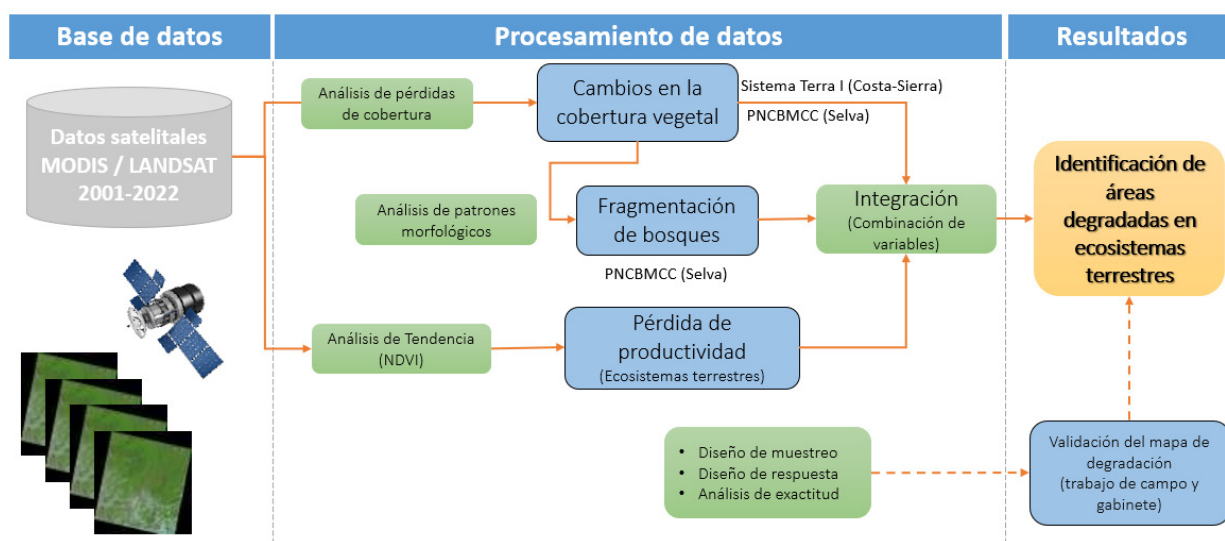 Base de datos
Procesamiento de datos
Resultados
Datos satelitales
MODIS / LANDSAT
2001-2022
Análisis de pérdidas
de cobertura
Cambios en la
cobertura vegetal
Sistema Terra I (Costa-Sierra)
PNCBMCC (Selva)
Análisis de patrones
morfológicos
Fragmentación
de bosques
PNCBMCC (Selva)
Integración
(Combinación de
variables)
Identificación de
áreas
degradadas en
ecosistemas
terrestres
Análisis de Tendencia
(NDVI)
Pérdida de
productividad
(Ecosistemas terrestres)
• Diseño de muestreo
• Diseño de respuesta
• Análisis de exactitud
Validación del mapa de
degradación
(trabajo de campo y
gabinete)